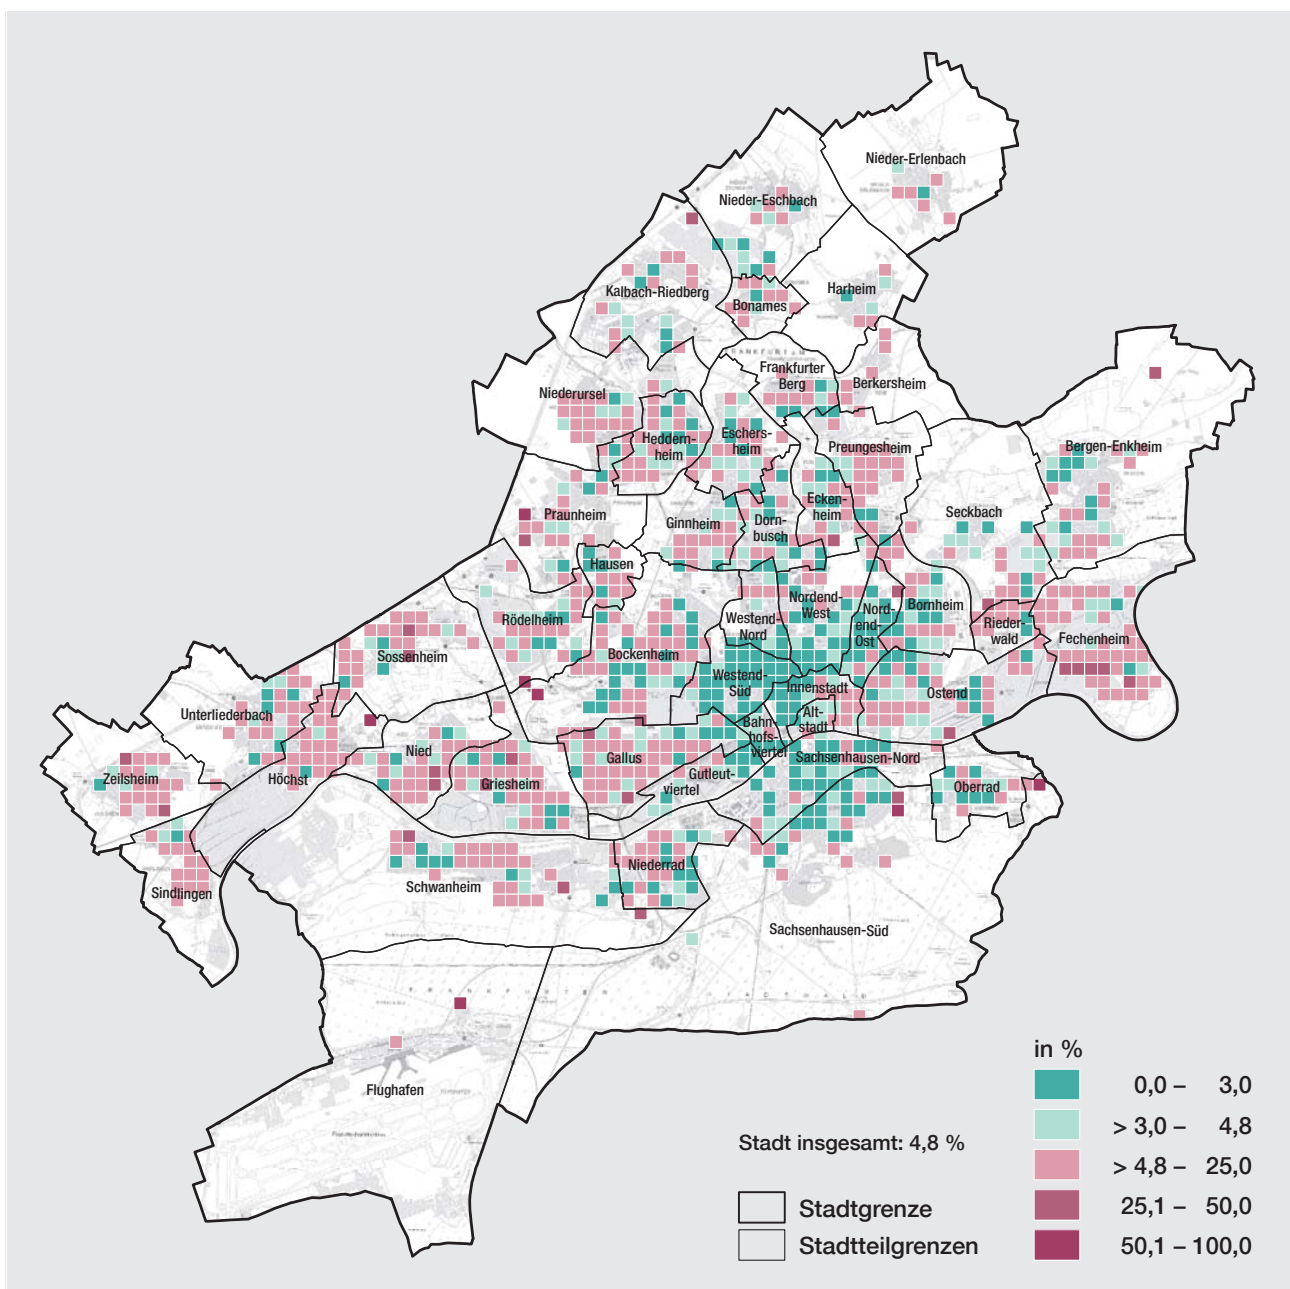 Nieder-Erlenbach
Nieder-Eschbach
Kalbach-Riedberg
Harheim
Bonames
FRANKFURT
Frankfurter
Berg
Berkersheim
Niederursel
Heddern-
heim
Eschers-
heim
Preungesheim
Bergen-Enkheim
Praunheim
Ginnheim
Dorn-
busch
Ecken-
heim
Seckbach
Hausen
Rödelheim
Westend-
Nord
Nordend-
West
Nord-
end-
Ost
Bornheim
Rieder-
wald
Fechenheim
Sossenheim
Bockenheim
Westend-
Süd
Innenstadt
Ostend
Unterliederbach
Alt-
stadt
Bahn-
hofs-
viertel
Zeilsheim
Höchst
Nied
Griesheim
Gallus
Gutleut-
viertel
Sachsenhausen-Nord
Oberrad
Sindlingen
Schwanheim
Niederrad
Sachsenhausen-Süd
FRANKFURTER
STADTWALD
Flughafen
in %
0,0 – 3,0
> 3,0 – 4,8
> 4,8 – 25,0
25,1 – 50,0
50,1 – 100,0
Stadt insgesamt: 4,8 %
Stadtgrenze
Stadtteilgrenzen